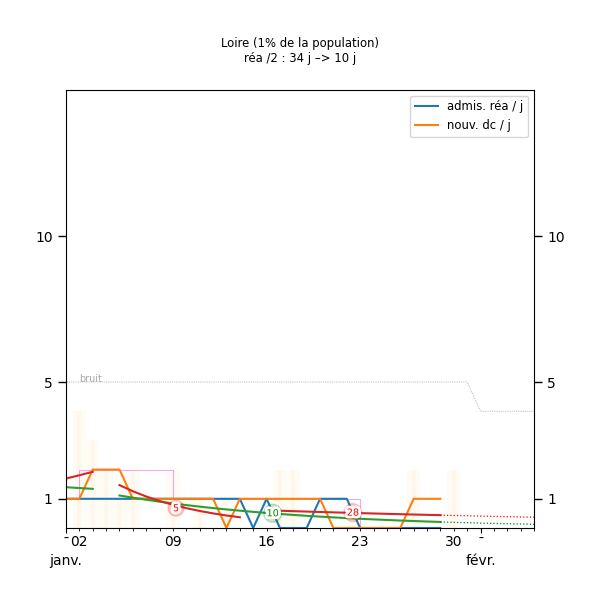 Loire (1% de la population)
réa /2 : 34 j –> 10 j
admis. réa / j
nouv. dc / j
10 10
bruit
5 5
1 1
5 10 28
02 09 16 23 30
janv. févr.